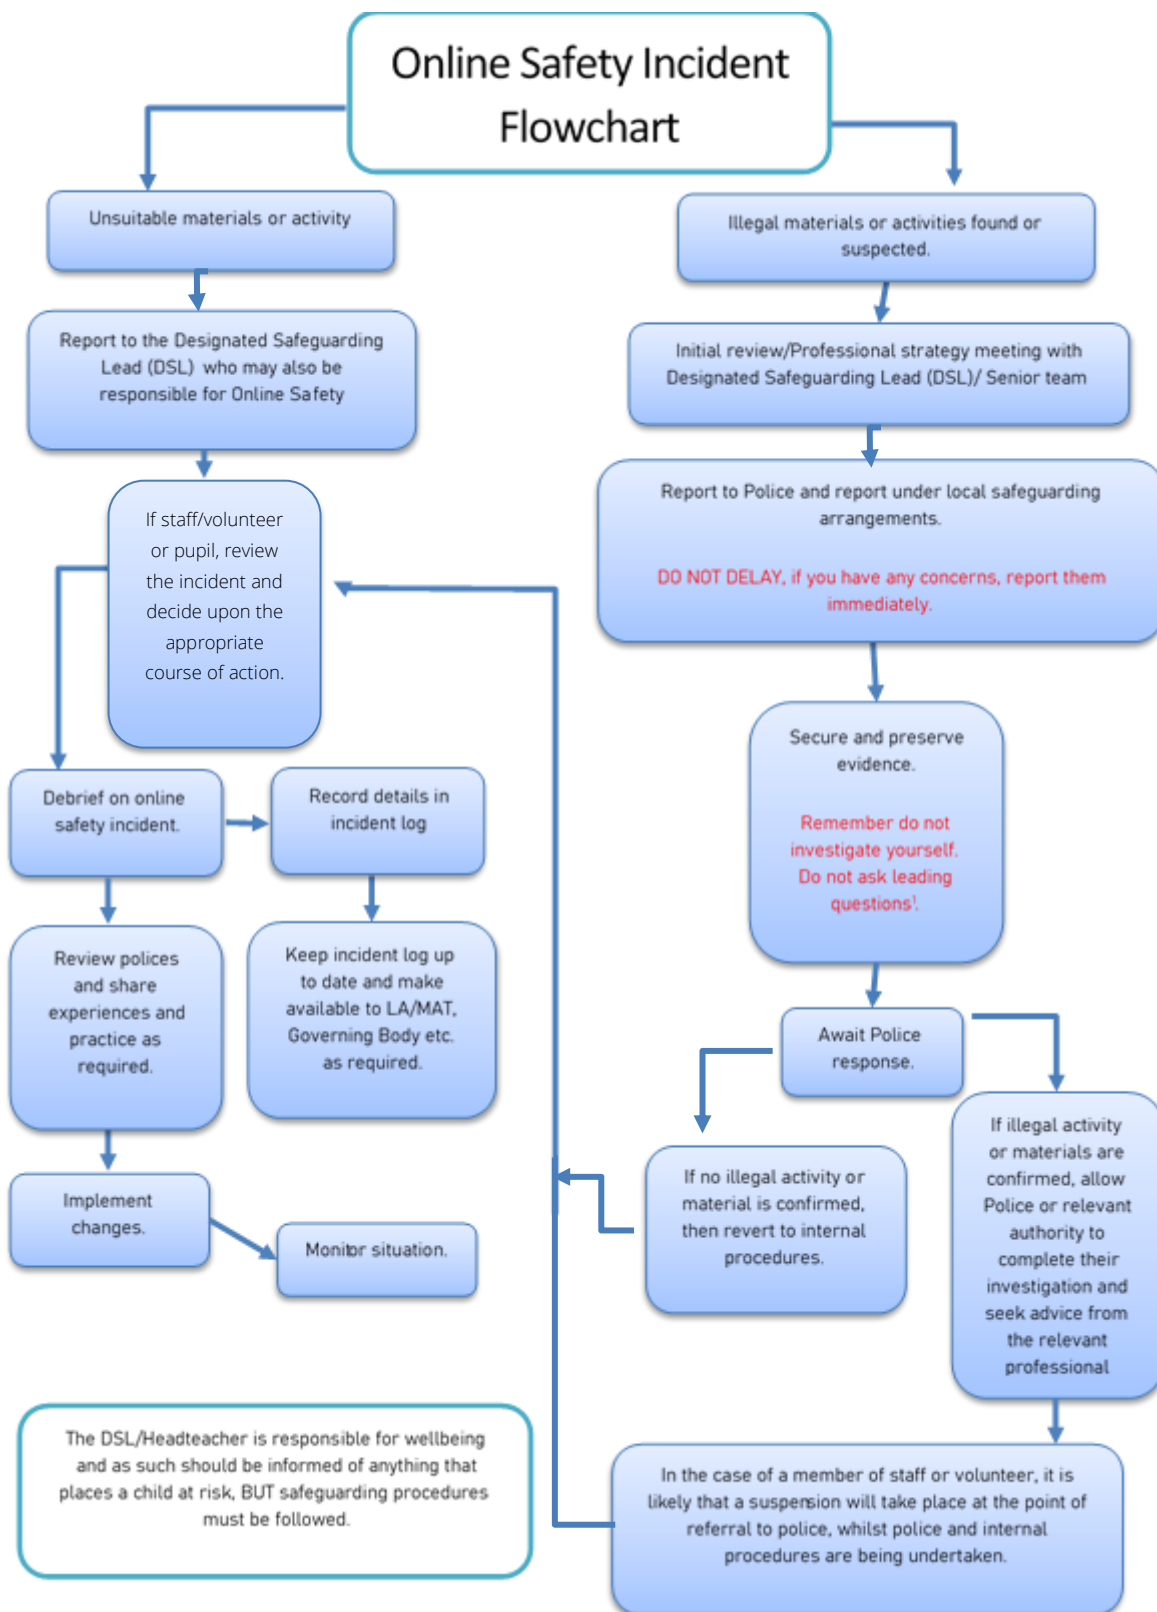 Online Safety Incident
Flowchart
Unsuitable materials or activity
Report to the Designated Safeguarding
Lead (DSL) who may also be
responsible for Online Safety
If staff/volunteer
or pupil, review
the incident and
decide upon the
appropriate
course of action.
Debrief on online
safety incident.
Record details in
incident log
Review polices
and share
experiences and
practice as
required.
Keep incident log up
to date and make
available to LA/MAT,
Governing Body etc.
as required.
Implement
changes.
Monitor situation.
The DSL/Headteacher is responsible for wellbeing
and as such should be informed of anything that
places a child at risk, BUT safeguarding procedures
must be followed.
Illegal materials or activities found or
suspected.
Initial review/Professional strategy meeting with
Designated Safeguarding Lead (DSL)/ Senior team
Report to Police and report under local safeguarding
arrangements.
DO NOT DELAY, if you have any concerns, report them
immediately.
Secure and preserve
evidence.
Remember do not
investigate yourself.
Do not ask leading
questions¹.
Await Police
response.
If no illegal activity or
material is confirmed,
then revert to internal
procedures.
If illegal activity
or materials are
confirmed, allow
Police or relevant
authority to
complete their
investigation and
seek advice from
the relevant
professional
In the case of a member of staff or volunteer, it is
likely that a suspension will take place at the point of
referral to police, whilst police and internal
procedures are being undertaken.